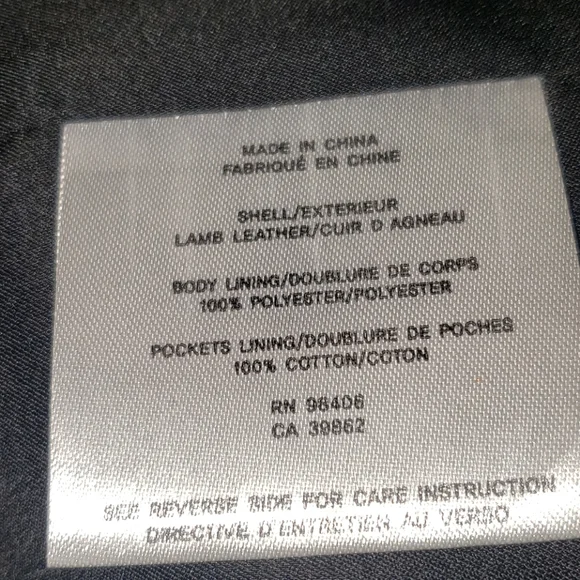 MADE IN CHINA
FABRIQUÉ EN CHINE
SHELL/EXTERIEUR
LAMB LEATHER/CUIR D AGNEAU
BODY LINING/DOUBLURE DE CORPS
100% POLYESTER/POLYESTER
POCKETS LINING/DOUBLURE DE POCHES
100% COTTON/COTON
RN 96406
CA 39862
SEE REVERSE SIDE FOR CARE INSTRUCTION
DIRECTIVE D'ENTRETIEN AU VERSO